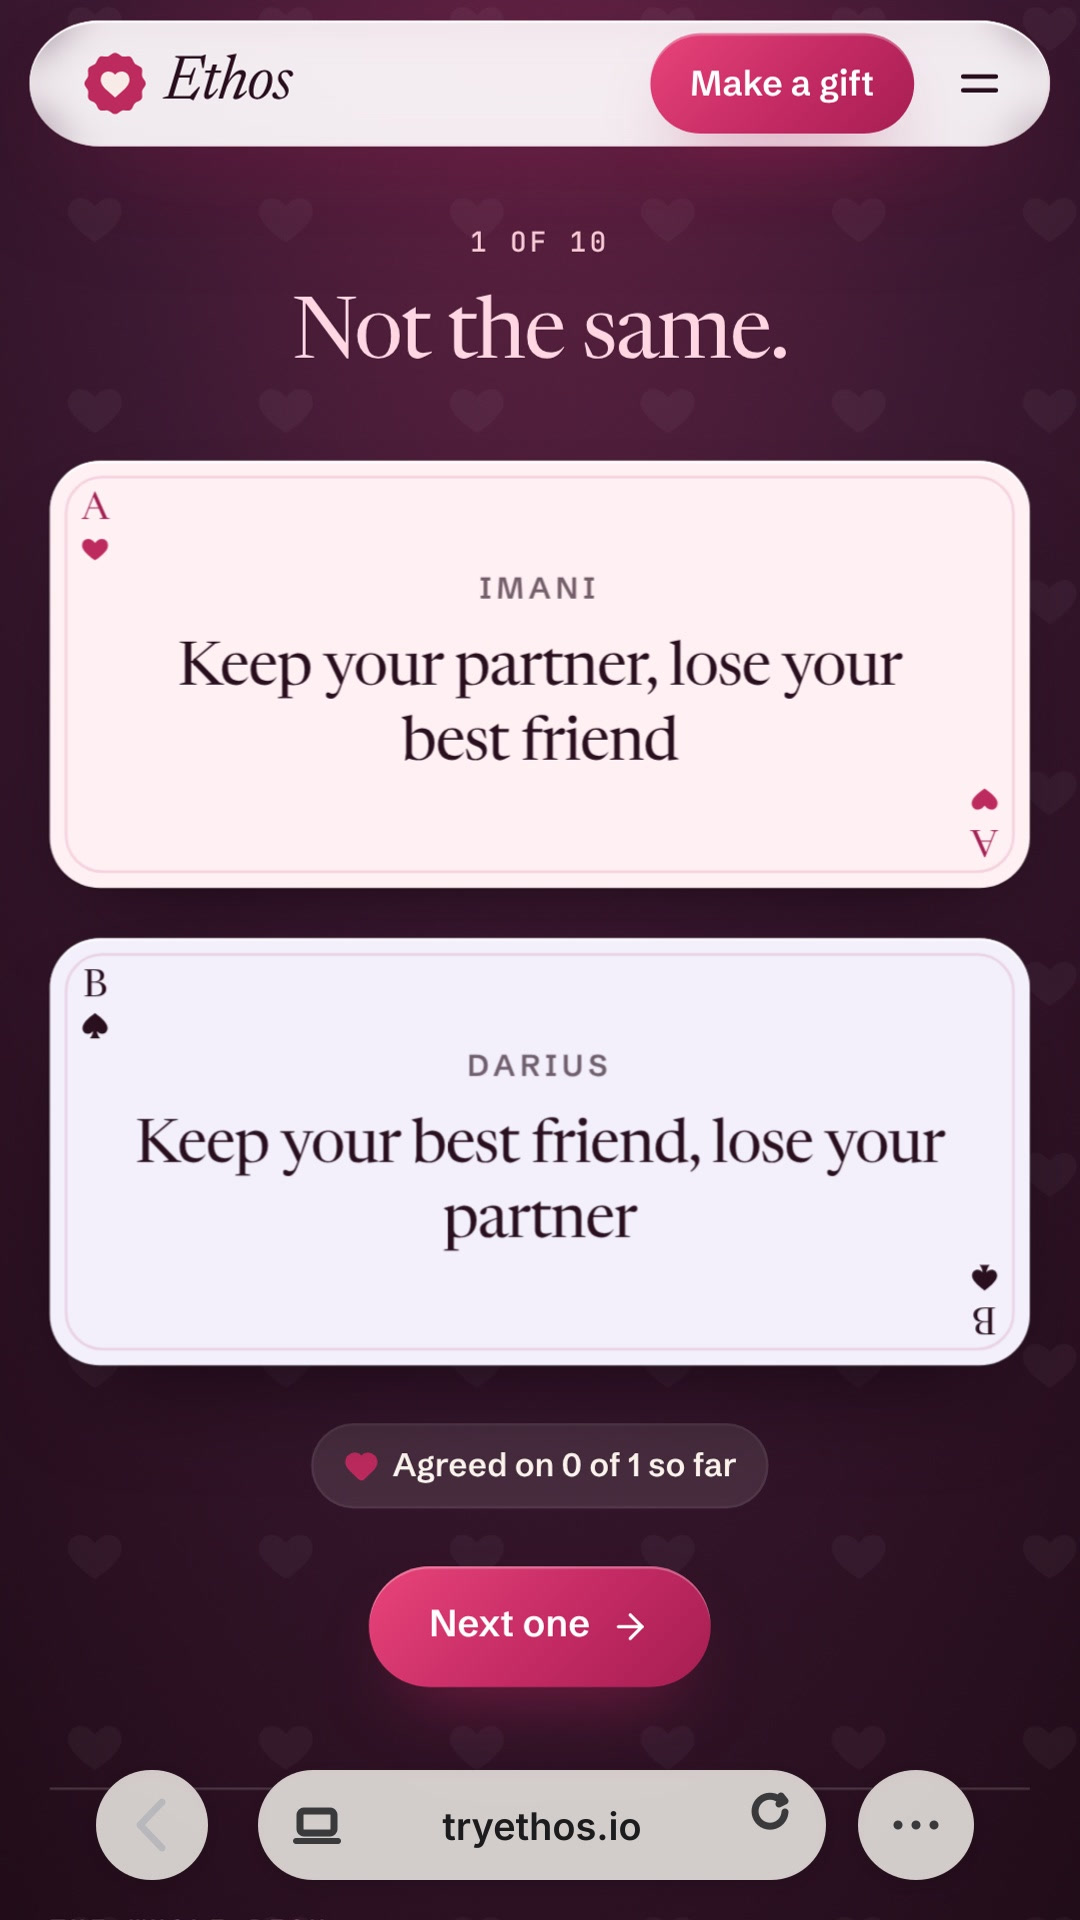 Ethos
Make a gift
1 OF 10
Not the same.
A
IMANI
Keep your partner, lose your
best friend
A
B
DARIUS
Keep your best friend, lose your
partner
B
Agreed on 0 of 1 so far
Next one
tryethos.io